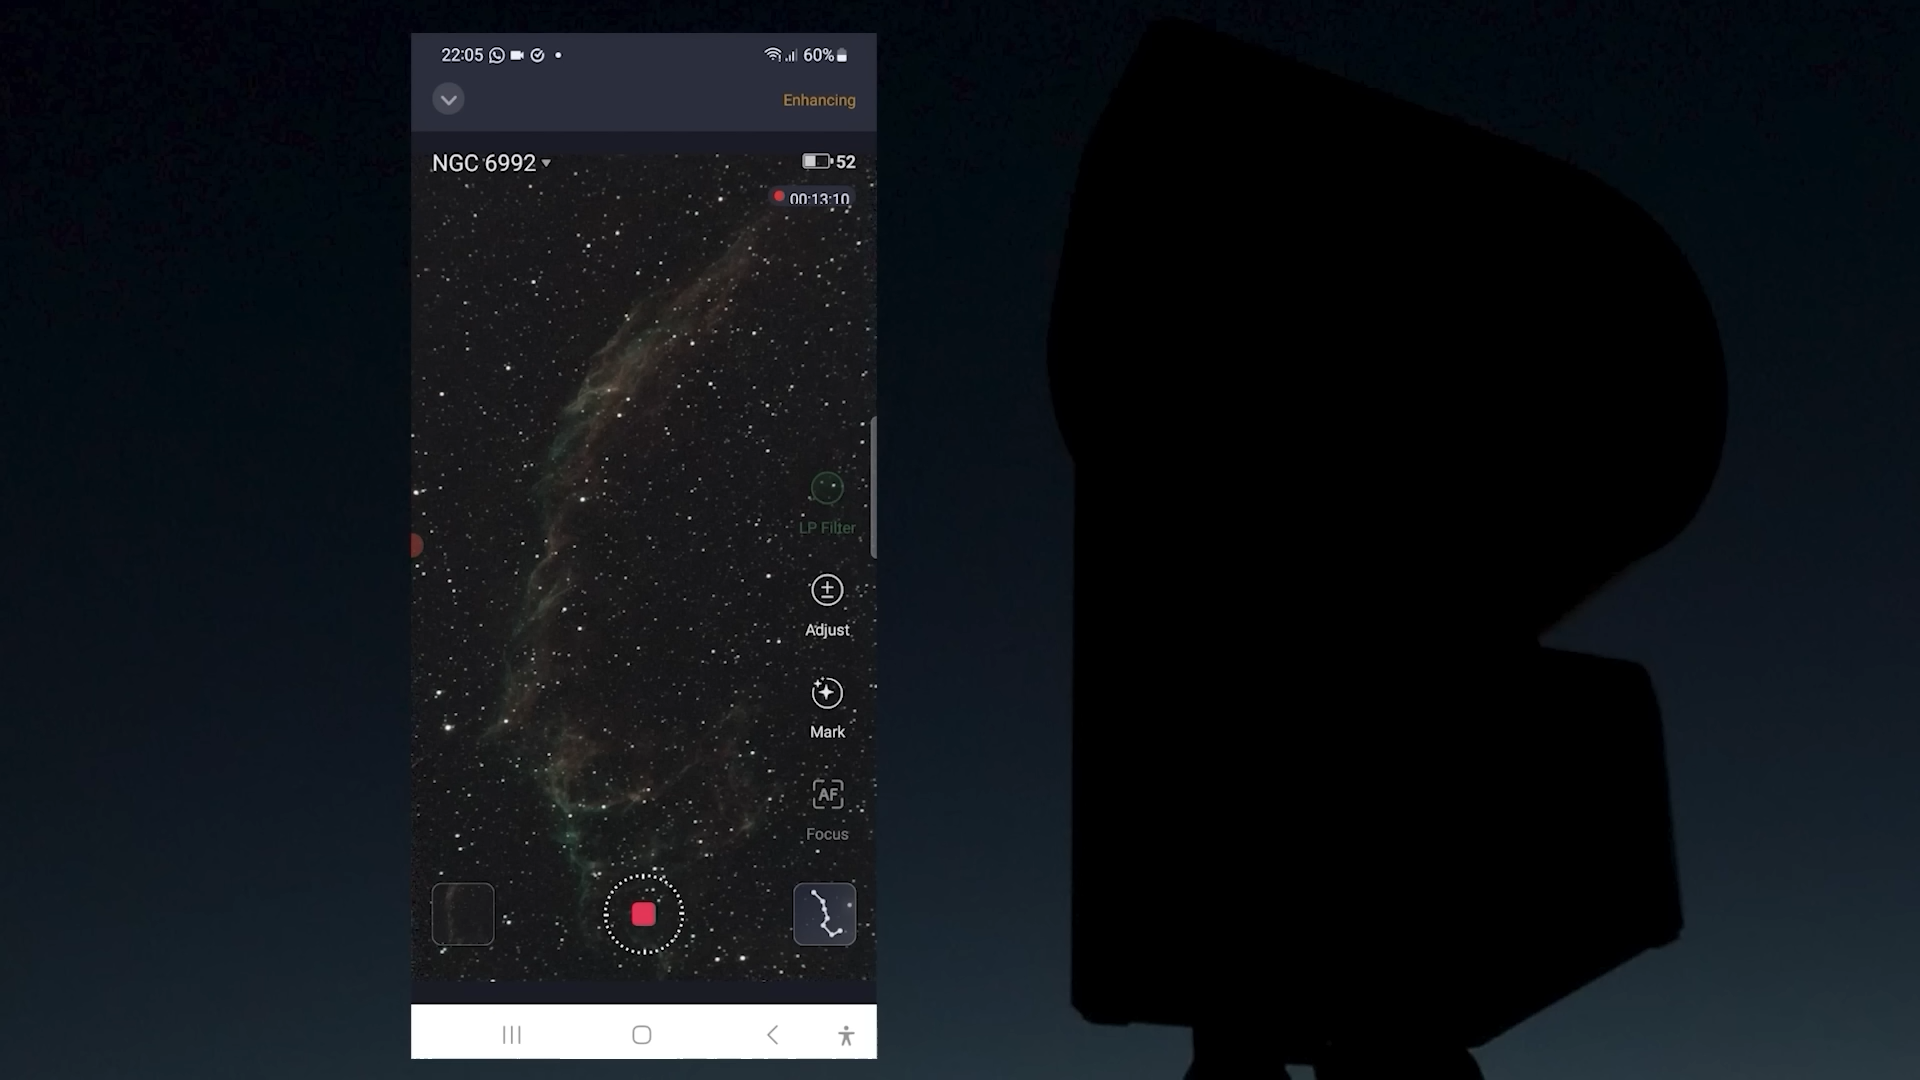 22:05
60%
Enhancing
NGC 6992
52
00:13:10
LP Filter
Adjust
Mark
AF
Focus